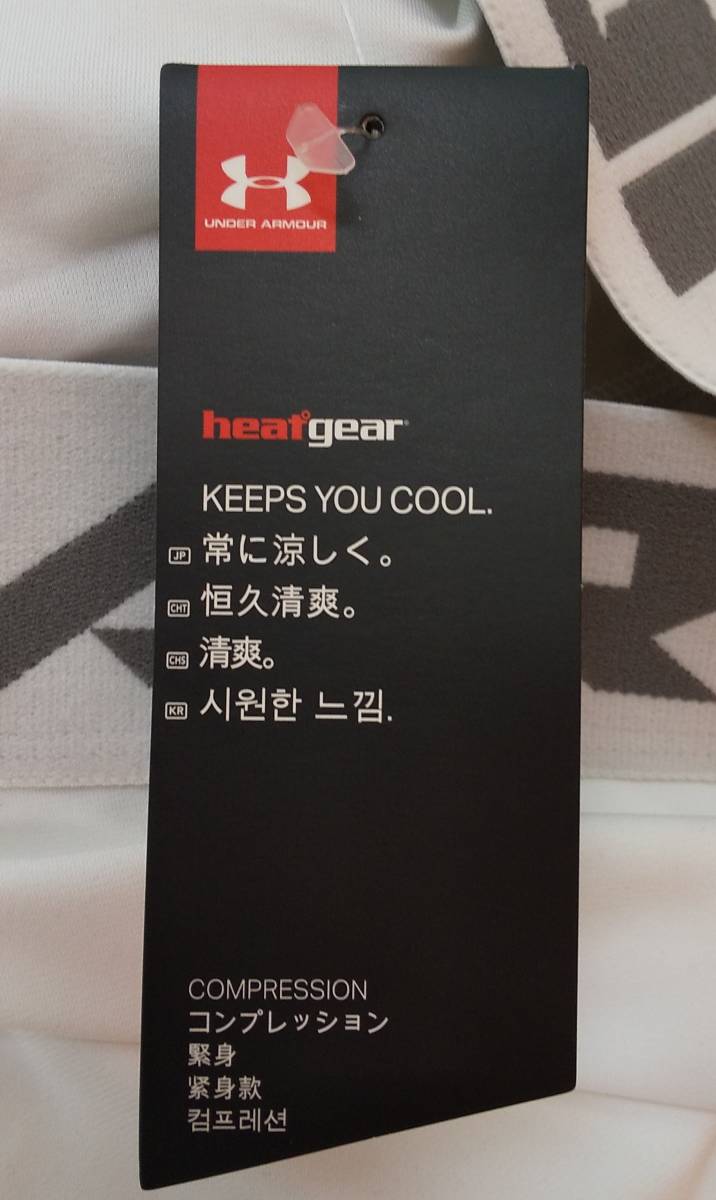 UNDER ARMOUR
heat°gear®
KEEPS YOU COOL.
JP 常に涼しく。
CHT 恒久清爽。
CHS 清爽。
KR 시원한 느낌.
COMPRESSION
コンプレッション
緊身
紧身款
컴프레션